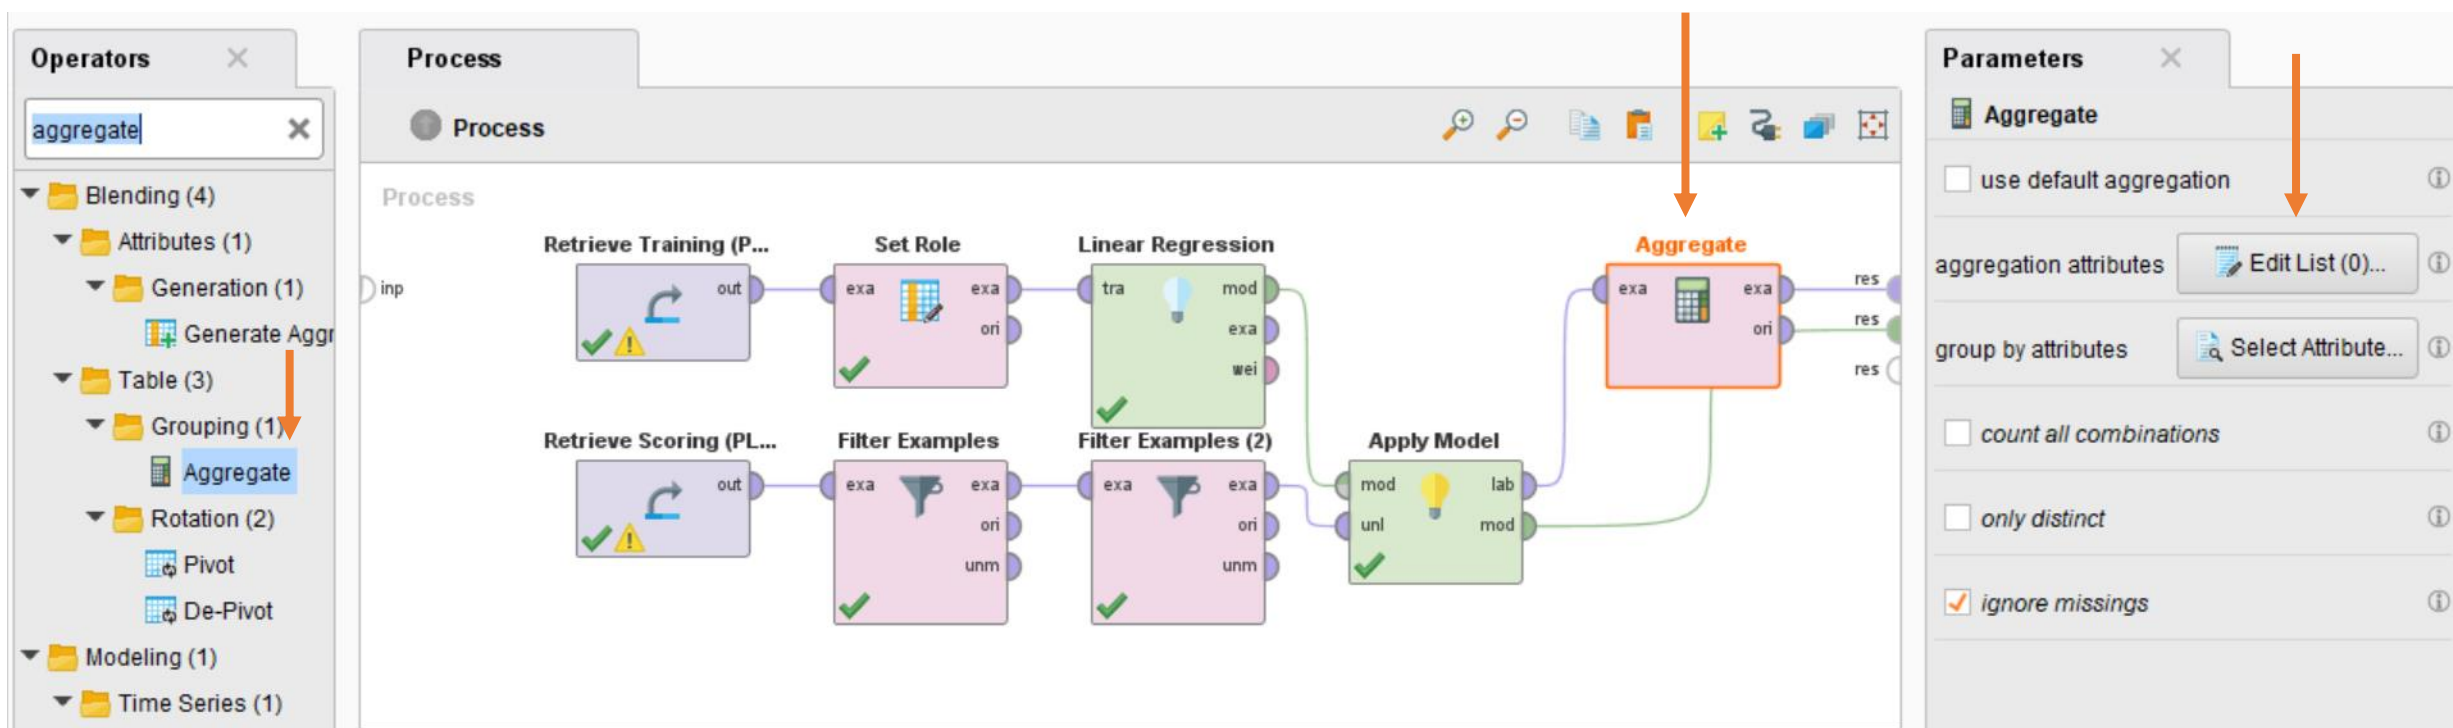 Operators
aggregate
Blending (4)
Attributes (1)
Generation (1)
Generate Aggr
Table (3)
Grouping (1)
Aggregate
Rotation (2)
Pivot
De-Pivot
Modeling (1)
Time Series (1)
Process
Process
Process
inp
Retrieve Training (P...
out
Set Role
exa exa
ori
Linear Regression
tra mod
exa
wei
Aggregate
exa exa
ori
res
res
res
Retrieve Scoring (PL...
out
Filter Examples
exa exa
ori
unm
Filter Examples (2)
exa exa
ori
unm
Apply Model
mod lab
unl mod
Parameters
Aggregate
use default aggregation
aggregation attributes Edit List (0)...
group by attributes Select Attribute...
count all combinations
only distinct
ignore missings